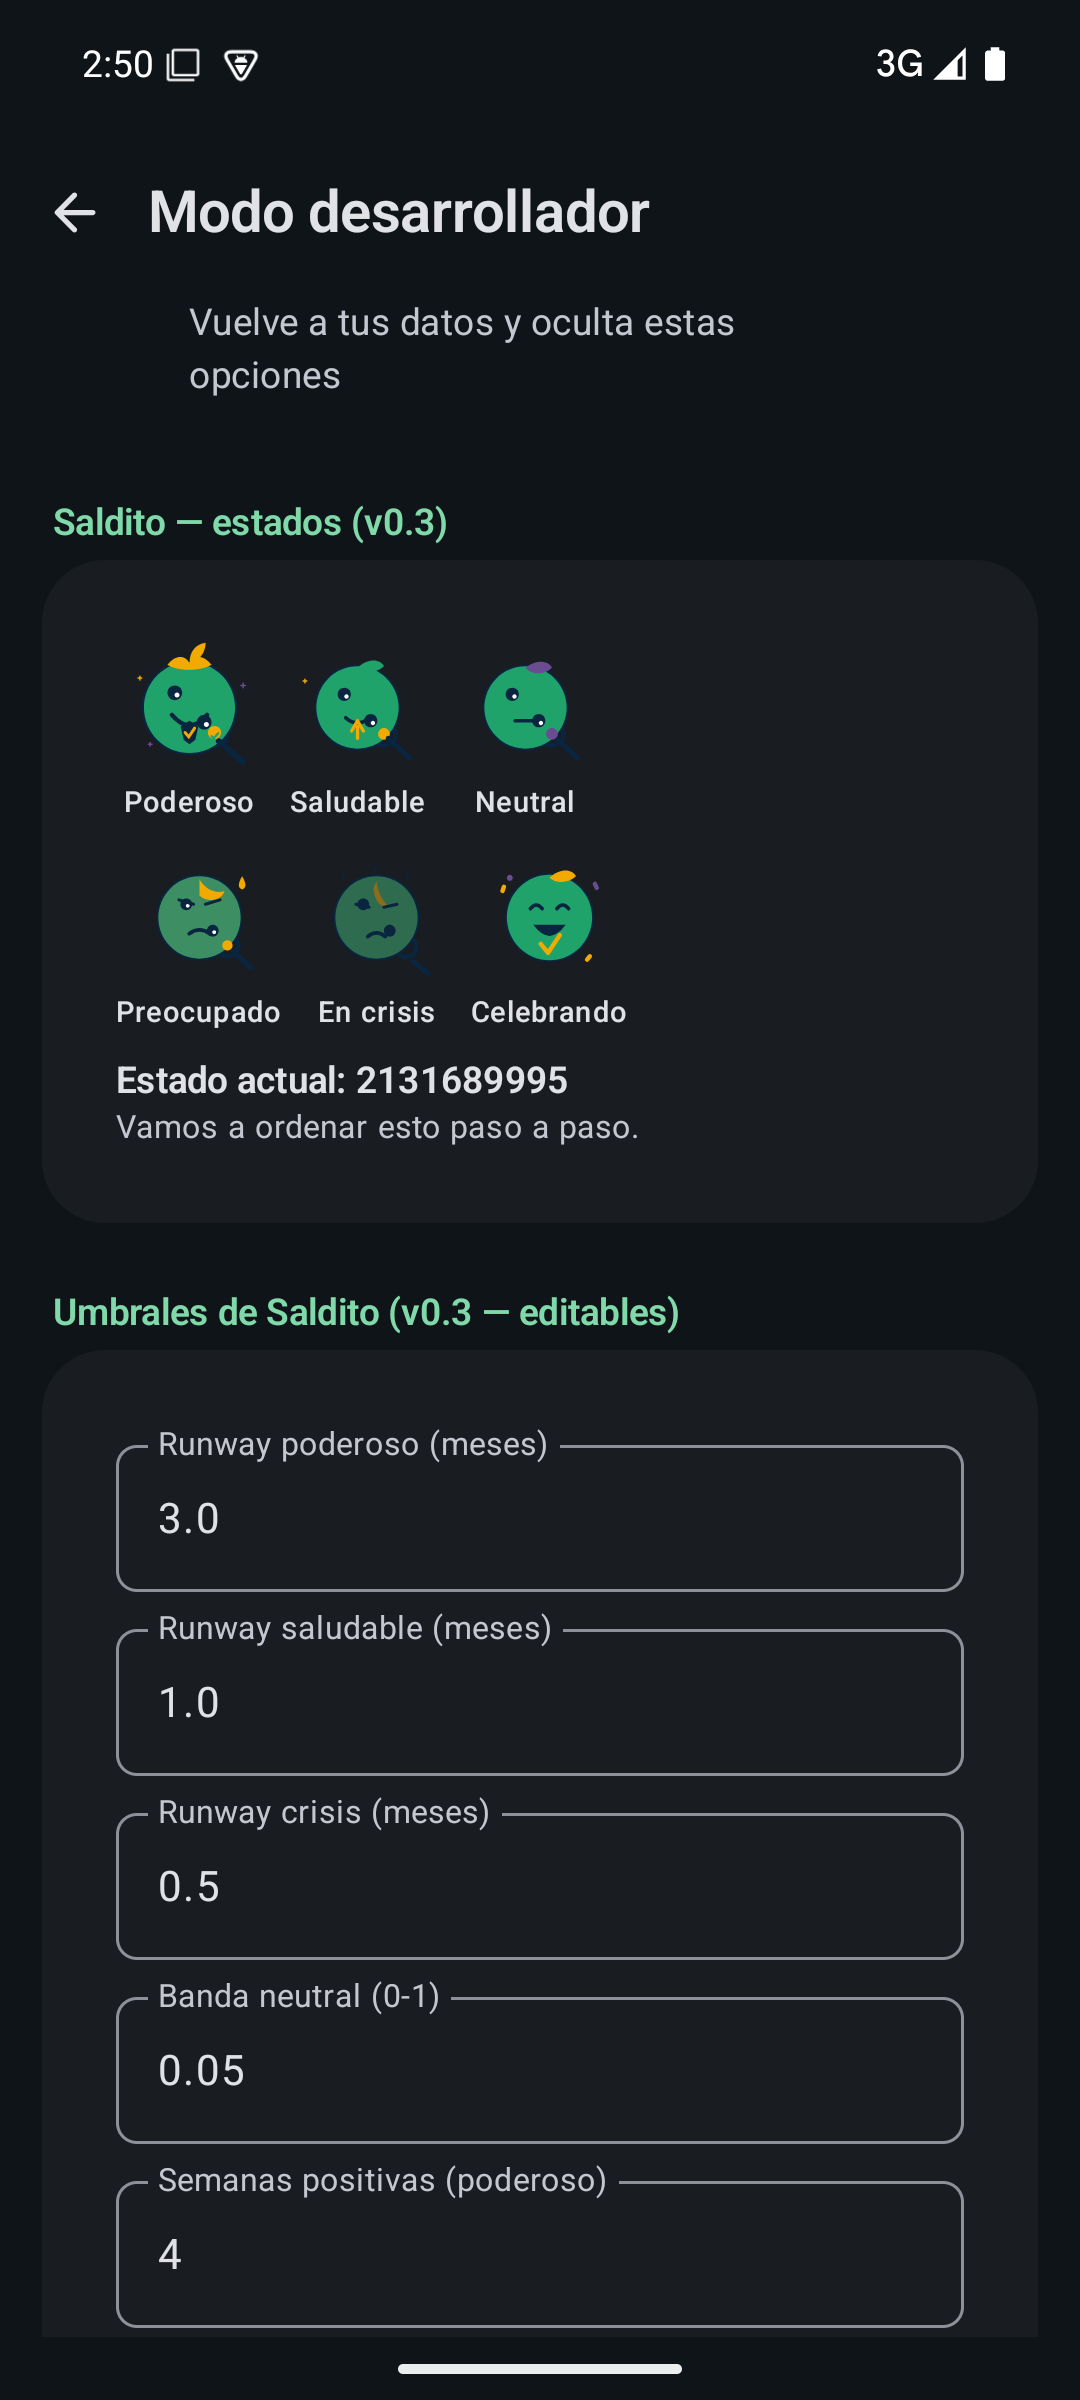 2:50
3G
Modo desarrollador
Vuelve a tus datos y oculta estas
opciones
Saldito — estados (v0.3)
Poderoso Saludable Neutral
Preocupado En crisis Celebrando
Estado actual: 2131689995
Vamos a ordenar esto paso a paso.
Umbrales de Saldito (v0.3 — editables)
Runway poderoso (meses)
3.0
Runway saludable (meses)
1.0
Runway crisis (meses)
0.5
Banda neutral (0-1)
0.05
Semanas positivas (poderoso)
4